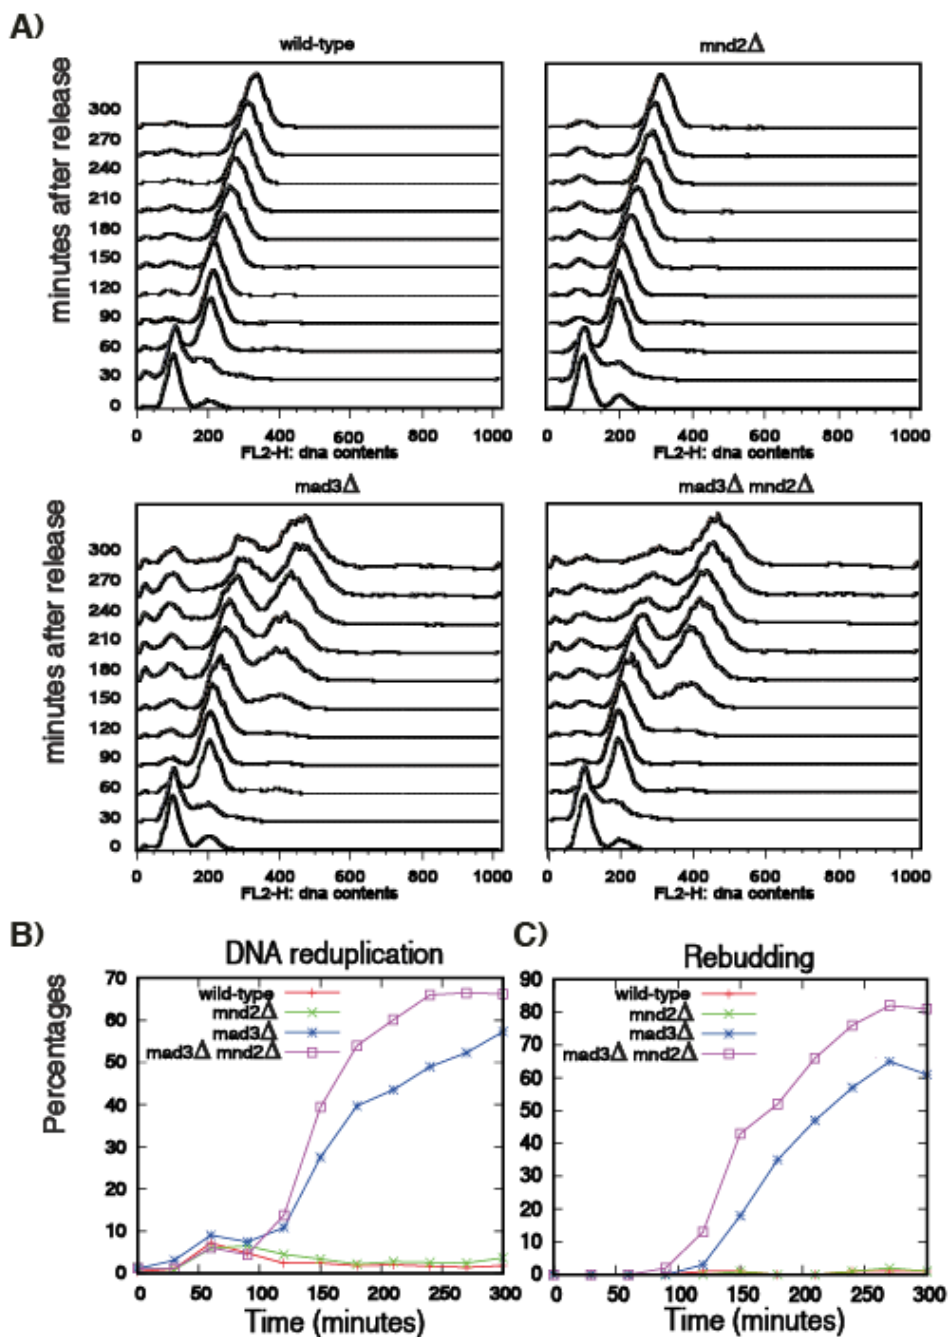 A)
wild-type
mnd2Δ
minutes after release
300
270
240
210
180
150
120
90
60
30
0
0 200 400 600 800 1000
FL2-H: dna contents
0 200 400 600 800 1000
FL2-H: dna contents
mad3Δ
mad3Δ mnd2Δ
minutes after release
300
270
240
210
180
150
120
90
60
30
0
0 200 400 600 800 1000
FL2-H: dna contents
0 200 400 600 800 1000
FL2-H: dna contents
B)
DNA reduplication
Percentages
70
60
50
40
30
20
10
0
wild-type
mnd2Δ
mad3Δ
mad3Δ mnd2Δ
0 50 100 150 200 250 300
Time (minutes)
C)
Rebudding
90
80
70
60
50
40
30
20
10
0
wild-type
mnd2Δ
mad3Δ
mad3Δ mnd2Δ
0 50 100 150 200 250 300
Time (minutes)